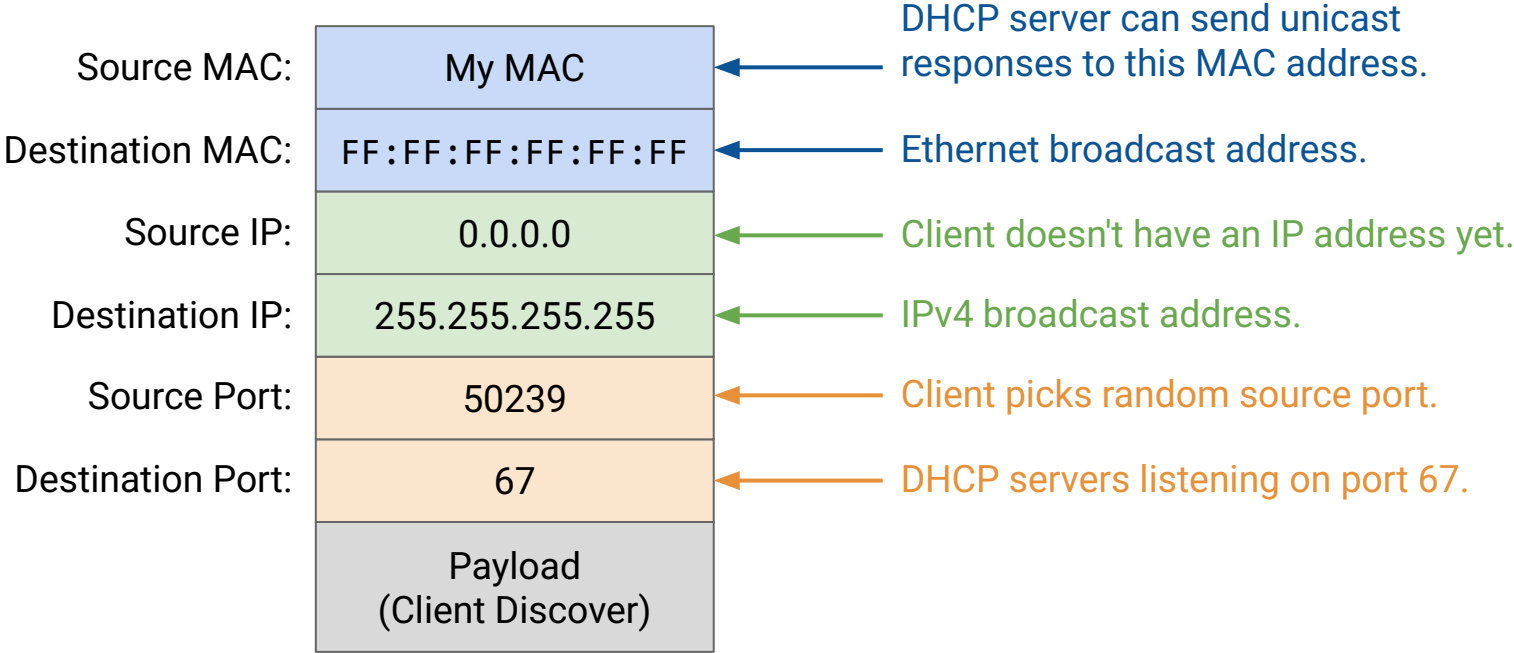 DHCP server can send unicast
Source MAC: My MAC responses to this MAC address.
Destination MAC: FF:FF:FF:FF:FF:FF Ethernet broadcast address.
Source IP: 0.0.0.0 Client doesn't have an IP address yet.
Destination IP: 255.255.255.255 IPv4 broadcast address.
Source Port: 50239 Client picks random source port.
Destination Port: 67 DHCP servers listening on port 67.
Payload
(Client Discover)